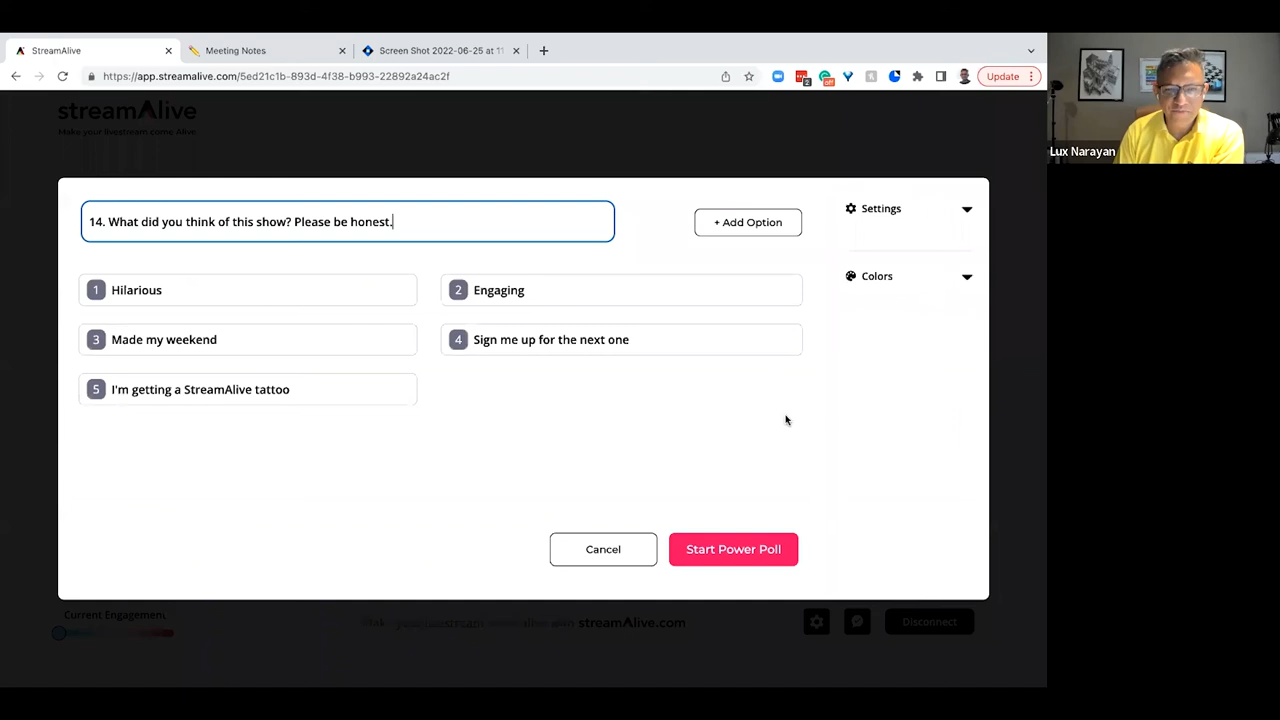 StreamAlive
Meeting Notes
Screen Shot 2022-06-25 at 11
https://app.streamalive.com/5ed21c1b-893d-4f38-b993-22892a24ac2f
2
off
Update
streamAlive
Make your livestream come Alive
Lux Narayan
14. What did you think of this show? Please be honest.
+ Add Option
Settings
1 Hilarious
2 Engaging
Colors
3 Made my weekend
4 Sign me up for the next one
5 I'm getting a StreamAlive tattoo
Cancel
Start Power Poll
Current Engagement
streamAlive.com
Disconnect